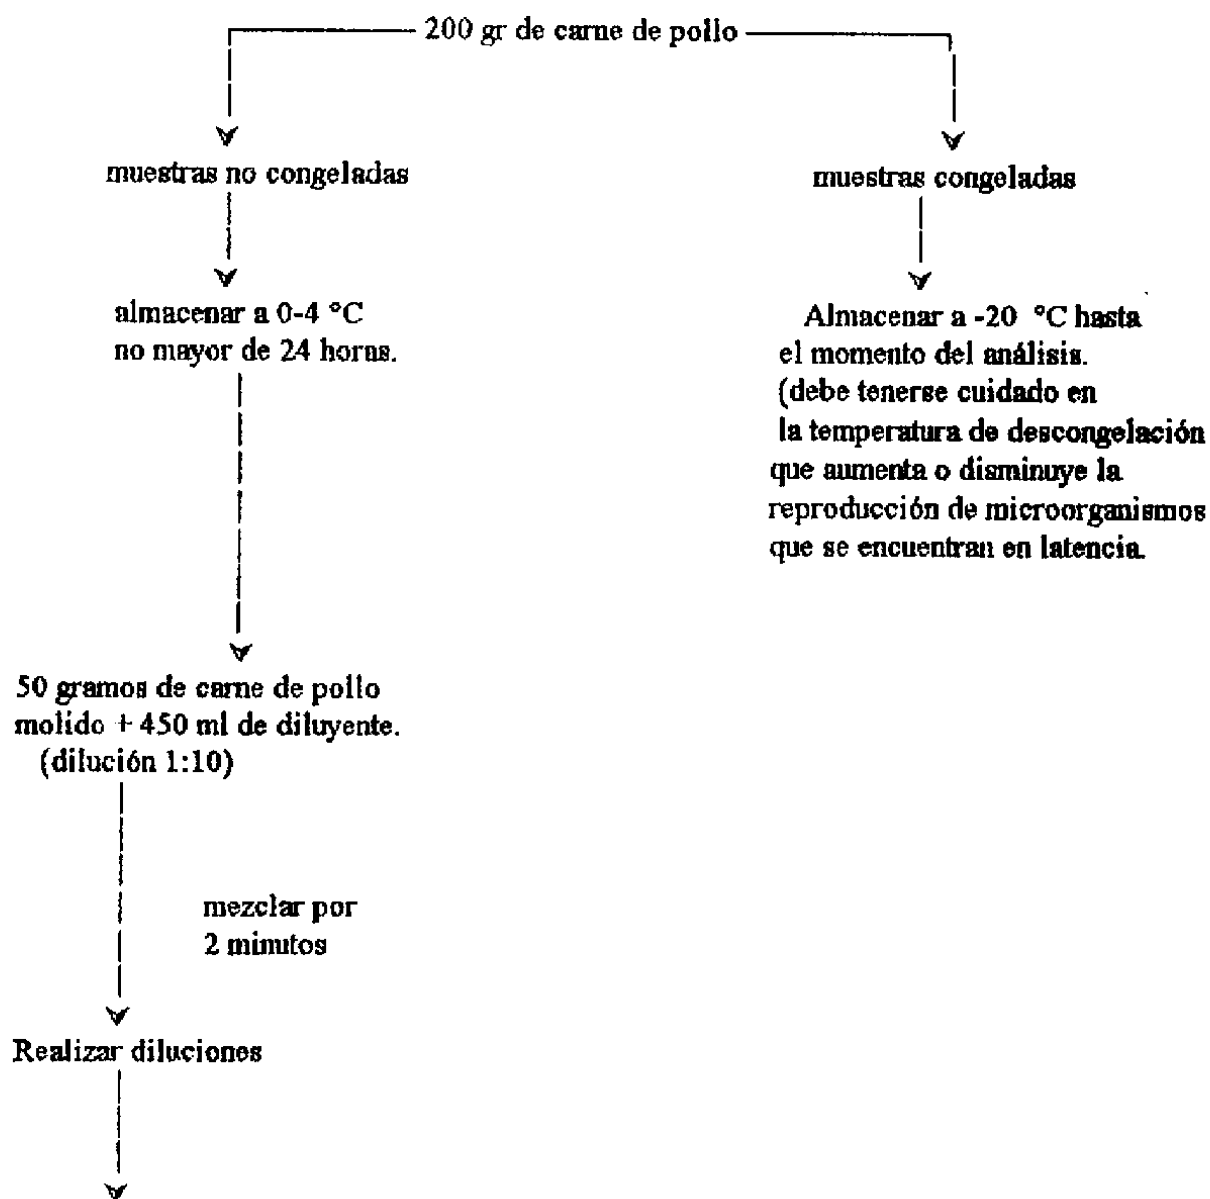 200 gr de carne de pollo
muestras no congeladas
almacenar a 0-4 °C
no mayor de 24 horas.
50 gramos de carne de pollo
molido + 450 ml de diluyente.
(dilución 1:10)
mezclar por
2 minutos
Realizar diluciones
muestras congeladas
Almacenar a -20 °C hasta
el momento del análisis.
(debe tenerse cuidado en
la temperatura de descongelación
que aumenta o disminuye la
reproducción de microorganismos
que se encuentran en latencia.